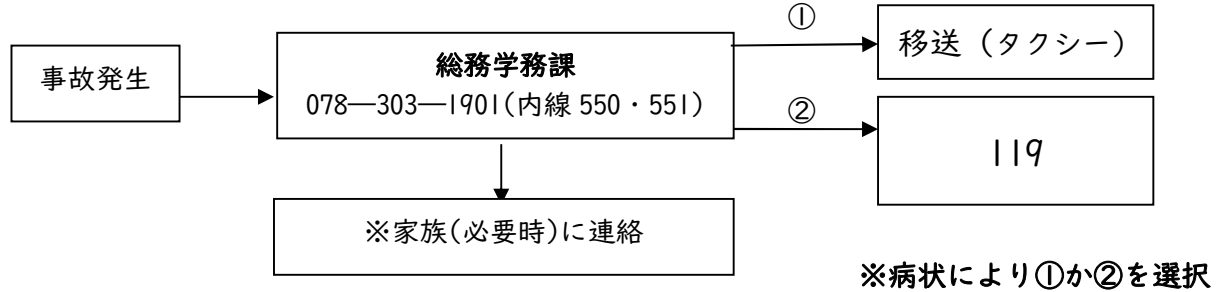 事故発生
総務学務課
078―303―1901(内線 550・551)
①
移送（タクシー）
②
119
※家族(必要時)に連絡
※病状により①か②を選択